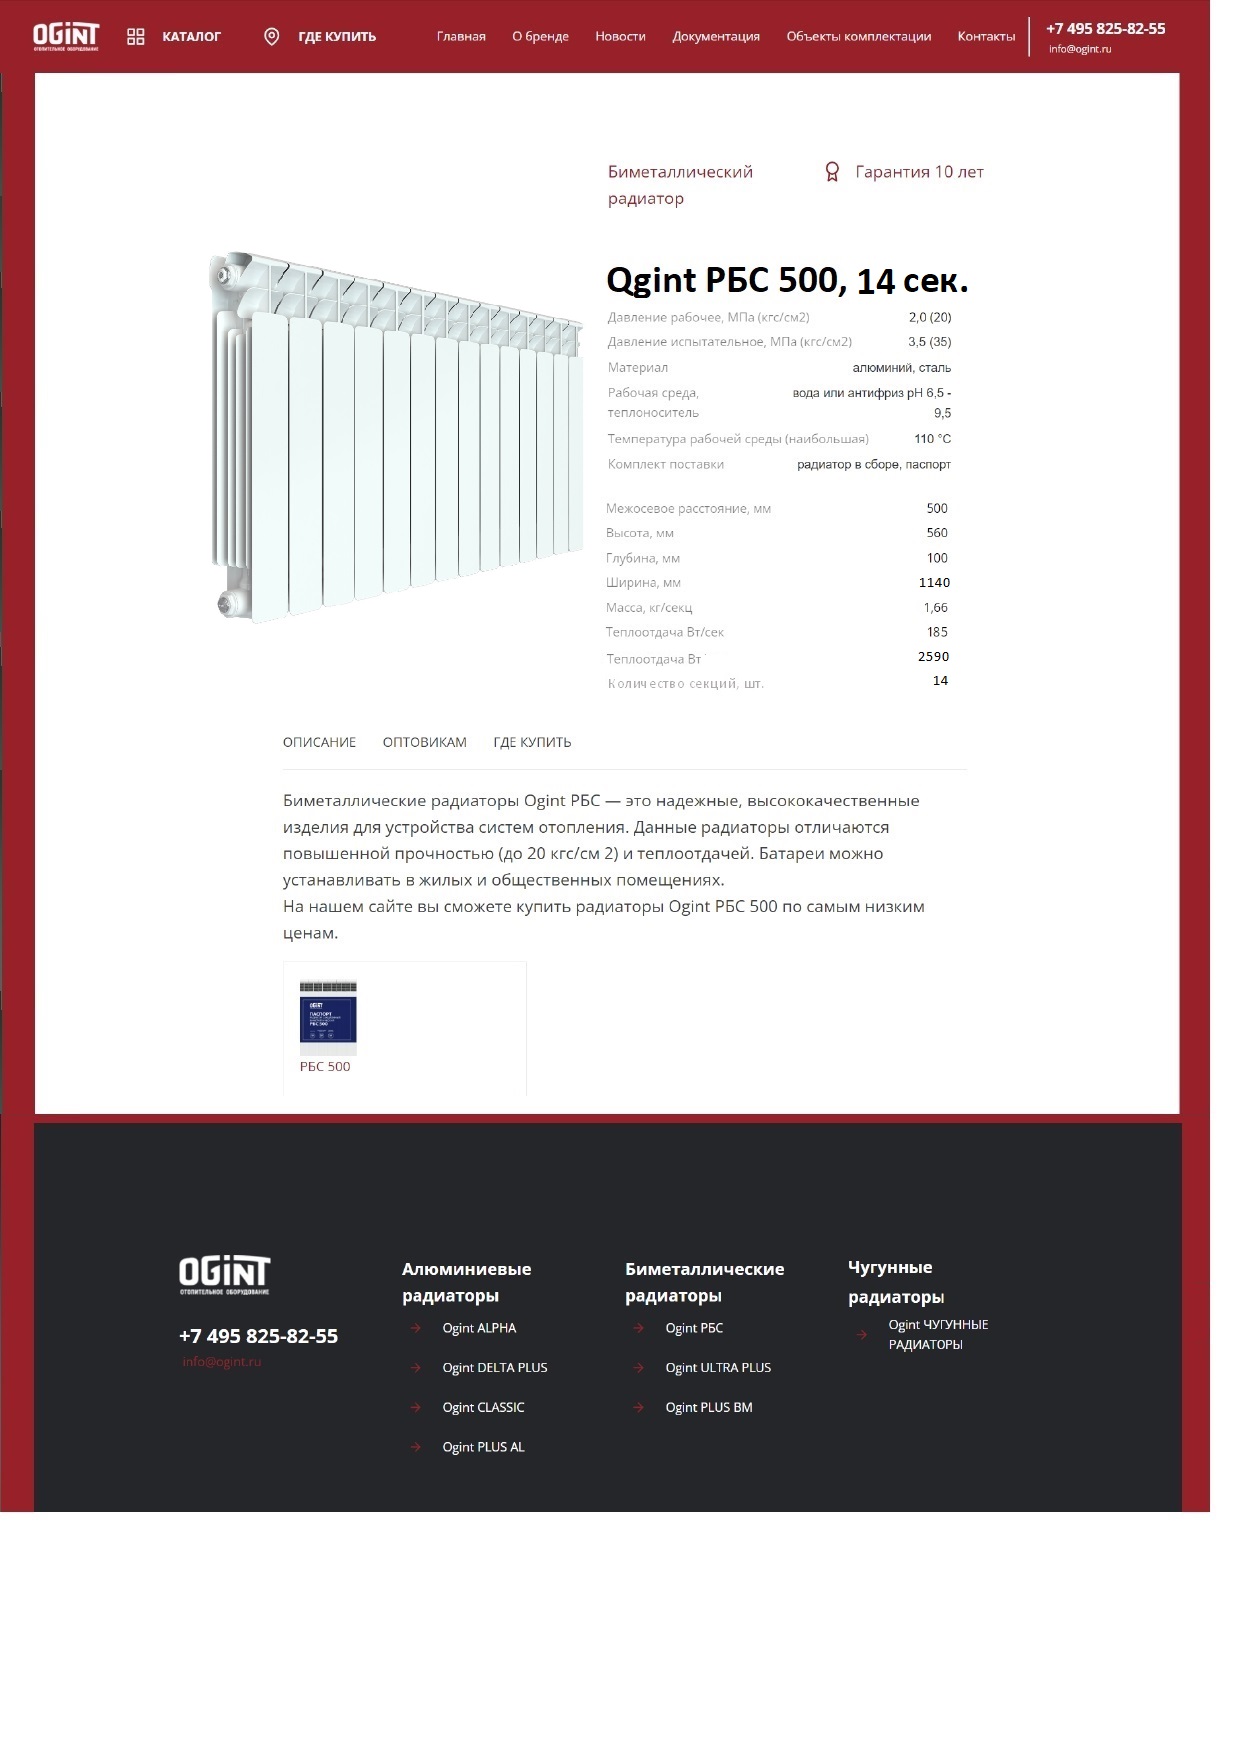 OGiNT
ОТОПИТЕЛЬНОЕ ОБОРУДОВАНИЕ
КАТАЛОГ
ГДЕ КУПИТЬ
Главная
О бренде
Новости
Документация
Объекты комплектации
Контакты
+7 495 825-82-55
info@ogint.ru
Биметаллический
радиатор
Гарантия 10 лет
Qgint РБС 500, 14 сек.
Давление рабочее, МПа (кгс/см2) 2,0 (20)
Давление испытательное, МПа (кгс/см2) 3,5 (35)
Материал алюминий, сталь
Рабочая среда, вода или антифриз pH 6,5 -
теплоноситель 9,5
Температура рабочей среды (наибольшая) 110 °C
Комплект поставки радиатор в сборе, паспорт
Межосевое расстояние, мм 500
Высота, мм 560
Глубина, мм 100
Ширина, мм 1140
Масса, кг/секц 1,66
Теплоотдача Вт/сек 185
Теплоотдача Вт 2590
Количество секций, шт. 14
ОПИСАНИЕ ОПТОВИКАМ ГДЕ КУПИТЬ
Биметаллические радиаторы Ogint РБС — это надежные, высококачественные
изделия для устройства систем отопления. Данные радиаторы отличаются
повышенной прочностью (до 20 кгс/см 2) и теплоотдачей. Батареи можно
устанавливать в жилых и общественных помещениях.
На нашем сайте вы сможете купить радиаторы Ogint РБС 500 по самым низким
ценам.
OGiNT
ПАСПОРТ
РБС 500
РБС 500
OGiNT
ОТОПИТЕЛЬНОЕ ОБОРУДОВАНИЕ
+7 495 825-82-55
info@ogint.ru
Алюминиевые
радиаторы
Ogint ALPHA
Ogint DELTA PLUS
Ogint CLASSIC
Ogint PLUS AL
Биметаллические
радиаторы
Ogint РБС
Ogint ULTRA PLUS
Ogint PLUS BM
Чугунные
радиаторы
Ogint ЧУГУННЫЕ
РАДИАТОРЫ